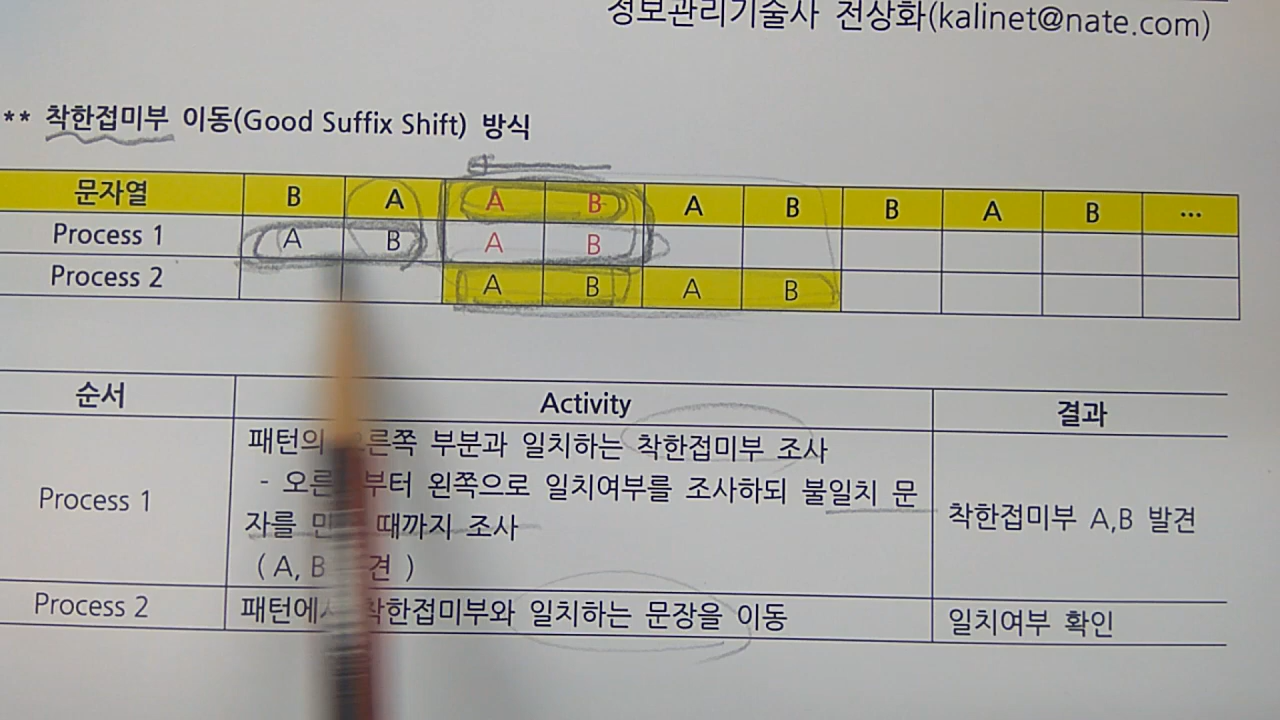 정보관리기술사 전상화(kalinet@nate.com)
** 착한접미부 이동(Good Suffix Shift) 방식
문자열 B A A B A B B A B ...
Process 1 A B A B
Process 2 A B A B
순서 Activity 결과
패턴의 른쪽 부분과 일치하는 착한접미부 조사
Process 1 - 오른 부터 왼쪽으로 일치여부를 조사하되 불일치 문 착한접미부 A,B 발견
자를 때까지 조사
( A, B 견 )
Process 2 패턴에 착한접미부와 일치하는 문장을 이동 일치여부 확인